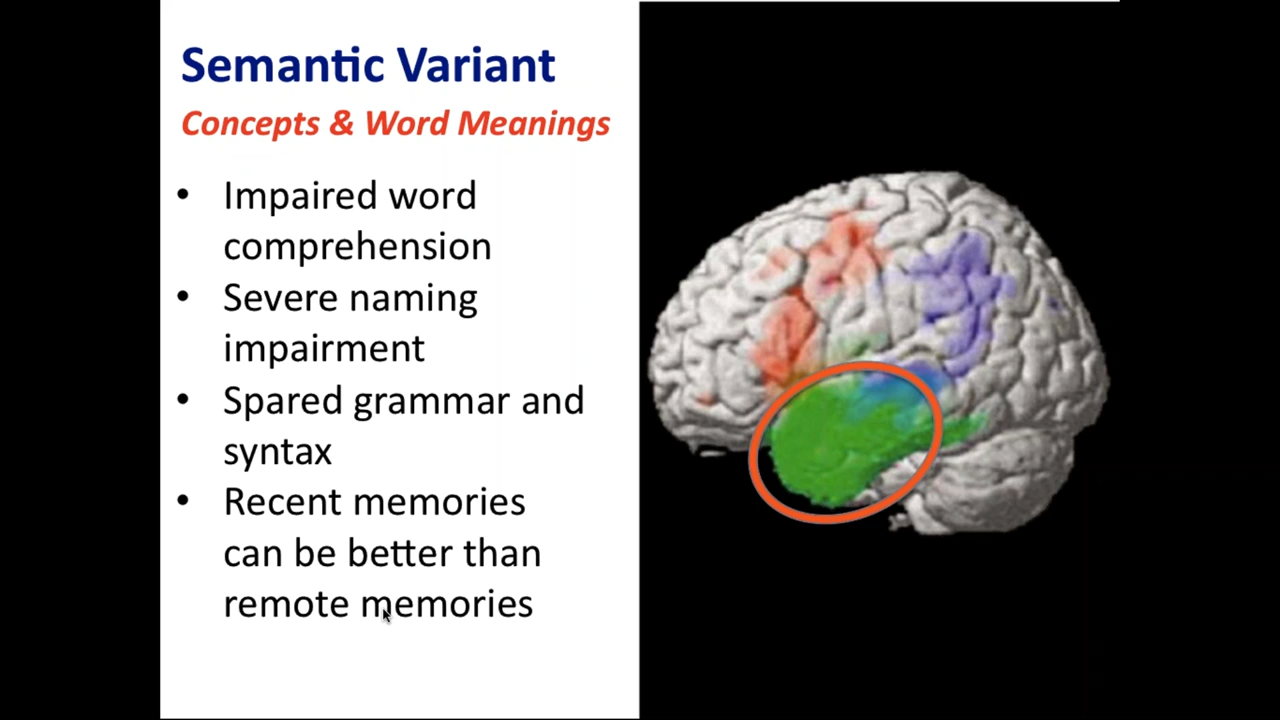 Semantic Variant
Concepts & Word Meanings
• Impaired word
comprehension
• Severe naming
impairment
• Spared grammar and
syntax
• Recent memories
can be better than
remote memories